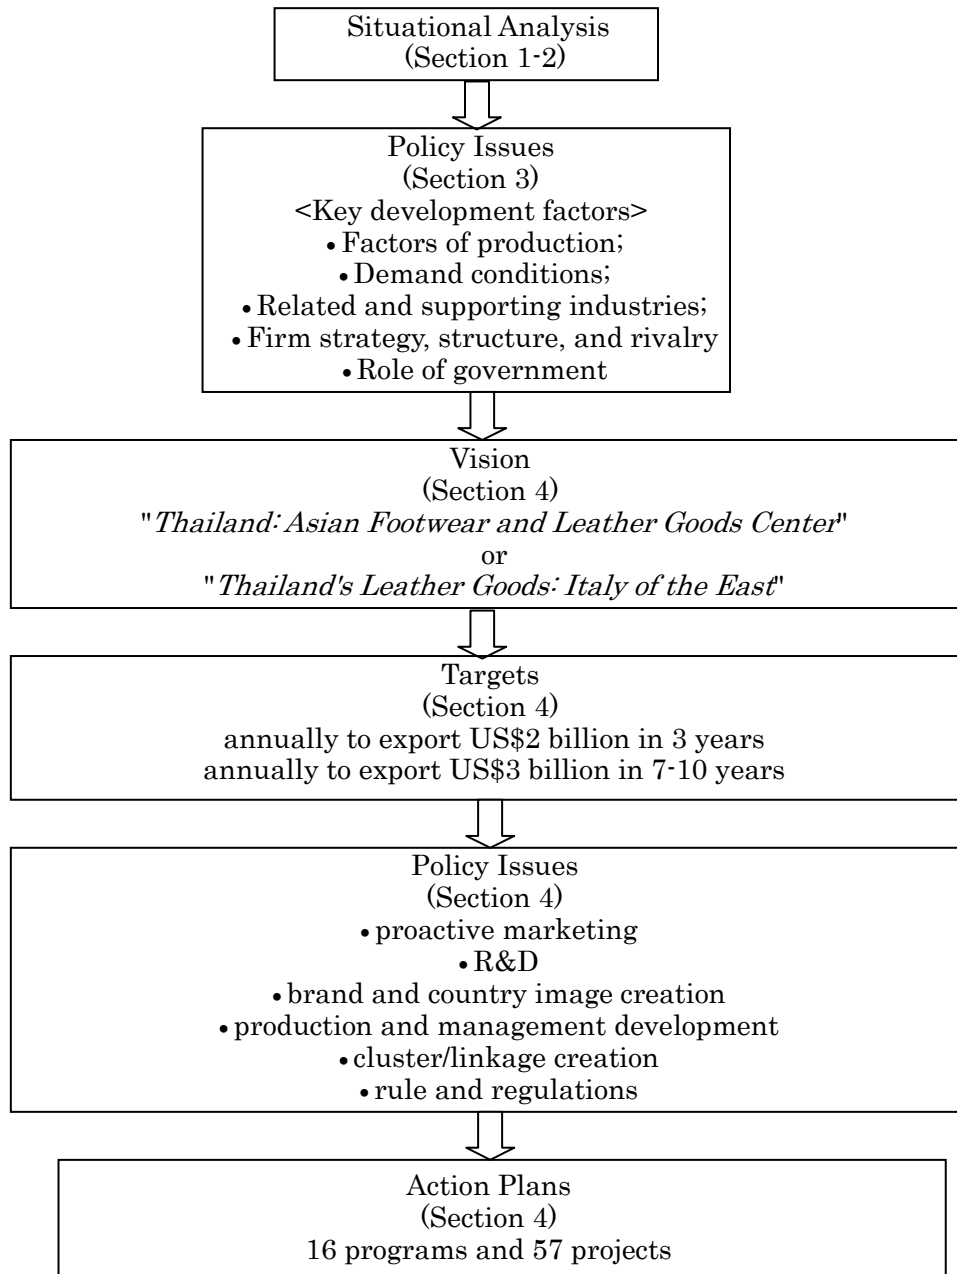 Situational Analysis
(Section 1-2)
Policy Issues
(Section 3)
<Key development factors>
• Factors of production;
• Demand conditions;
• Related and supporting industries;
• Firm strategy, structure, and rivalry
• Role of government
Vision
(Section 4)
"Thailand: Asian Footwear and Leather Goods Center"
or
"Thailand's Leather Goods: Italy of the East"
Targets
(Section 4)
annually to export US$2 billion in 3 years
annually to export US$3 billion in 7-10 years
Policy Issues
(Section 4)
• proactive marketing
• R&D
• brand and country image creation
• production and management development
• cluster/linkage creation
• rule and regulations
Action Plans
(Section 4)
16 programs and 57 projects